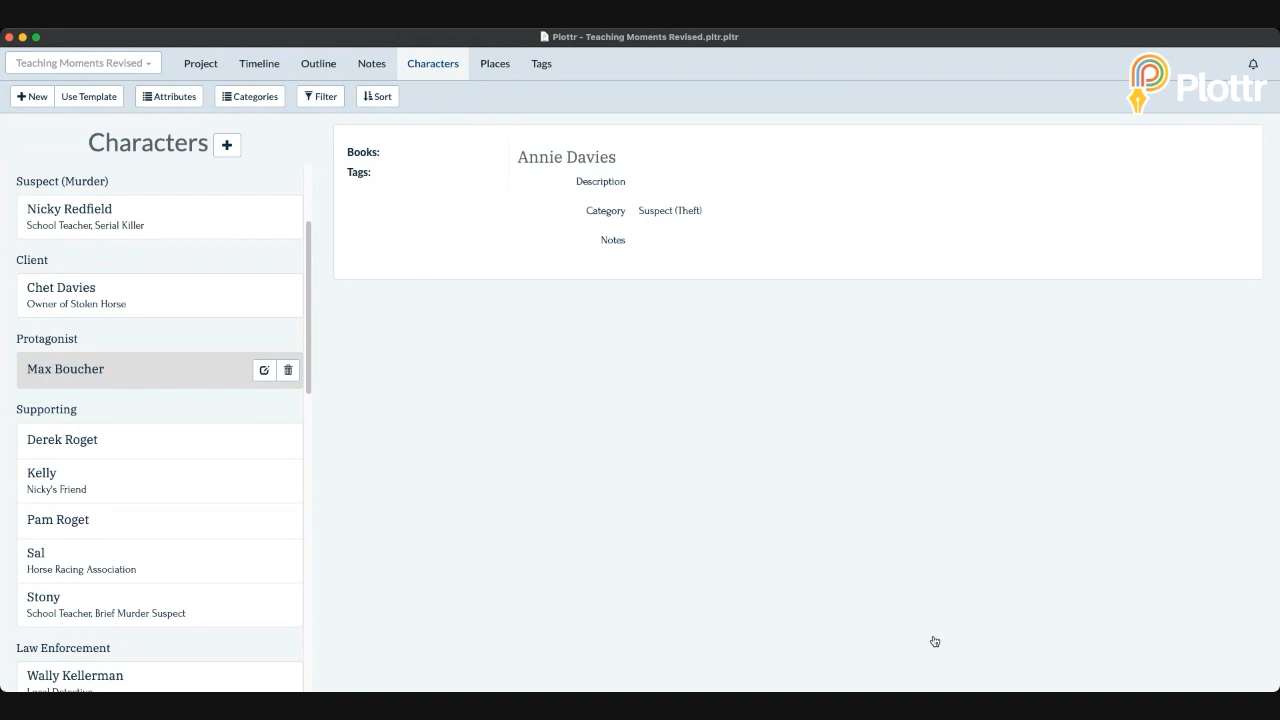 Plottr - Teaching Moments Revised.pltr.pltr
Teaching Moments Revised
Project
Timeline
Outline
Notes
Characters
Places
Tags
Plottr
New
Use Template
Attributes
Categories
Filter
Sort
Characters
Suspect (Murder)
Nicky Redfield
School Teacher, Serial Killer
Client
Chet Davies
Owner of Stolen Horse
Protagonist
Max Boucher
Supporting
Derek Roget
Kelly
Nicky's Friend
Pam Roget
Sal
Horse Racing Association
Stony
School Teacher, Brief Murder Suspect
Law Enforcement
Wally Kellerman
Local Detective
Books:
Tags:
Annie Davies
Description
Category Suspect (Theft)
Notes